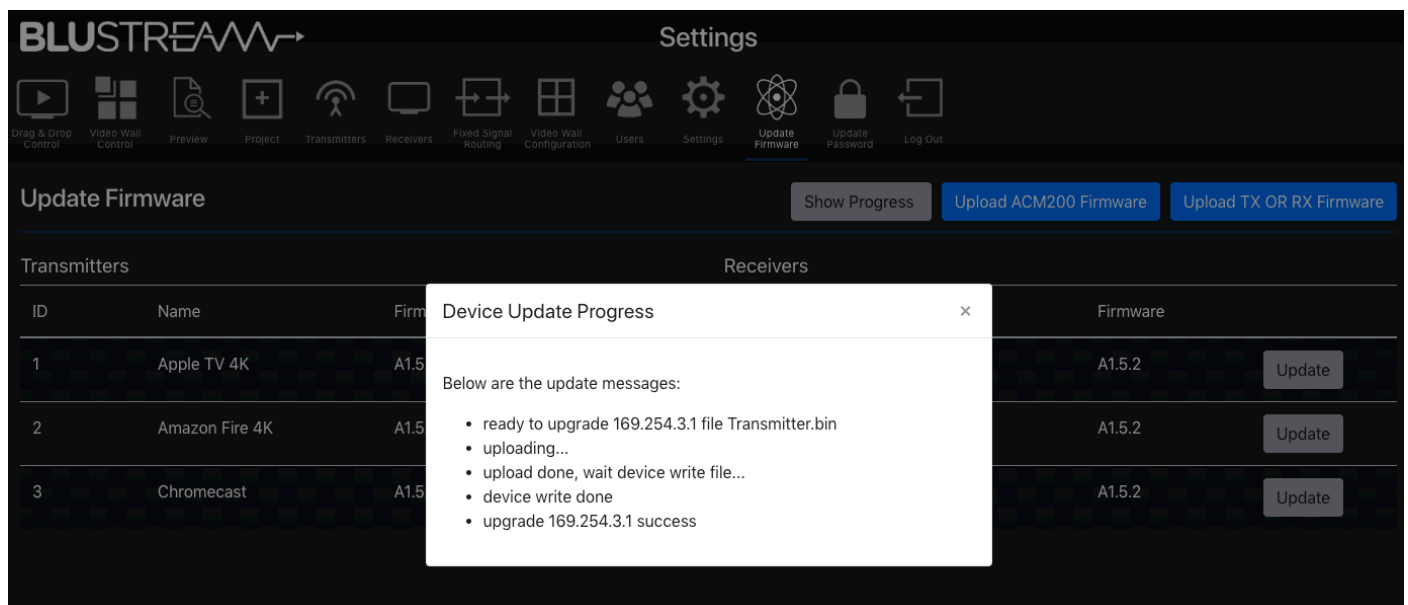 BLUSTREAM
Settings
Drag & Drop
Control
Video Wall
Control
Preview
Project
Transmitters
Receivers
Fixed Signal
Routing
Video Wall
Configuration
Users
Settings
Update
Firmware
Update
Password
Log Out
Update Firmware
Show Progress
Upload ACM200 Firmware
Upload TX OR RX Firmware
Transmitters
Receivers
ID Name Firm
Firmware
1 Apple TV 4K A1.5
A1.5.2 Update
2 Amazon Fire 4K A1.5
A1.5.2 Update
3 Chromecast A1.5
A1.5.2 Update
Device Update Progress ×
Below are the update messages:
• ready to upgrade 169.254.3.1 file Transmitter.bin
• uploading...
• upload done, wait device write file...
• device write done
• upgrade 169.254.3.1 success